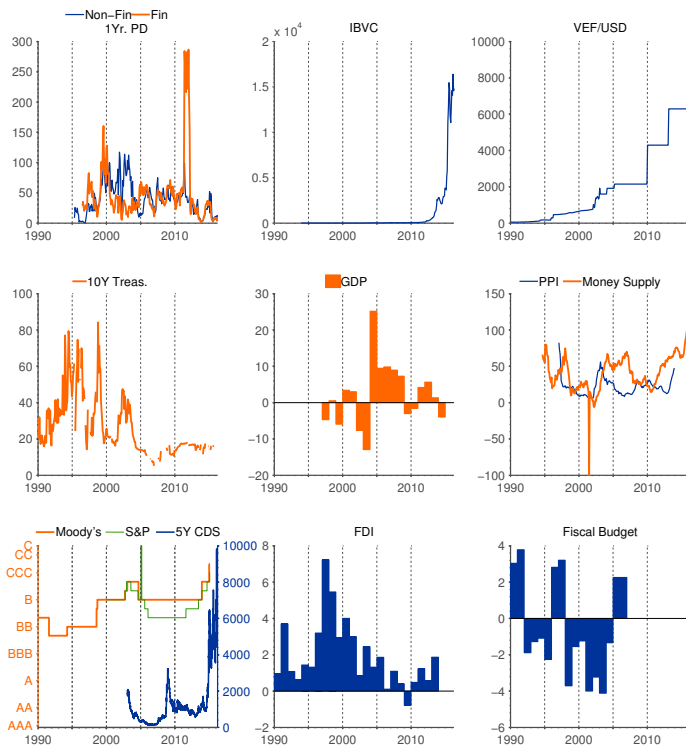 Non−Fin Fin
1Yr. PD
300
250
200
150
100
50
0
1990 2000 2010
IBVC
2 x 10^4
1.5
1
0.5
0
1990 2000 2010
VEF/USD
10000
8000
6000
4000
2000
0
1990 2000 2010
10Y Treas.
100
80
60
40
20
0
1990 2000 2010
GDP
30
20
10
0
−10
−20
1990 2000 2010
PPI Money Supply
150
100
50
0
−50
−100
1990 2000 2010
Moody's S&P 5Y CDS
C
CC
CCC
B
BB
BBB
A
AA
AAA
10000
8000
6000
4000
2000
0
1990 2000 2010
FDI
8
6
4
2
0
−2
1990 2000 2010
Fiscal Budget
4
2
0
−2
−4
−6
1990 2000 2010